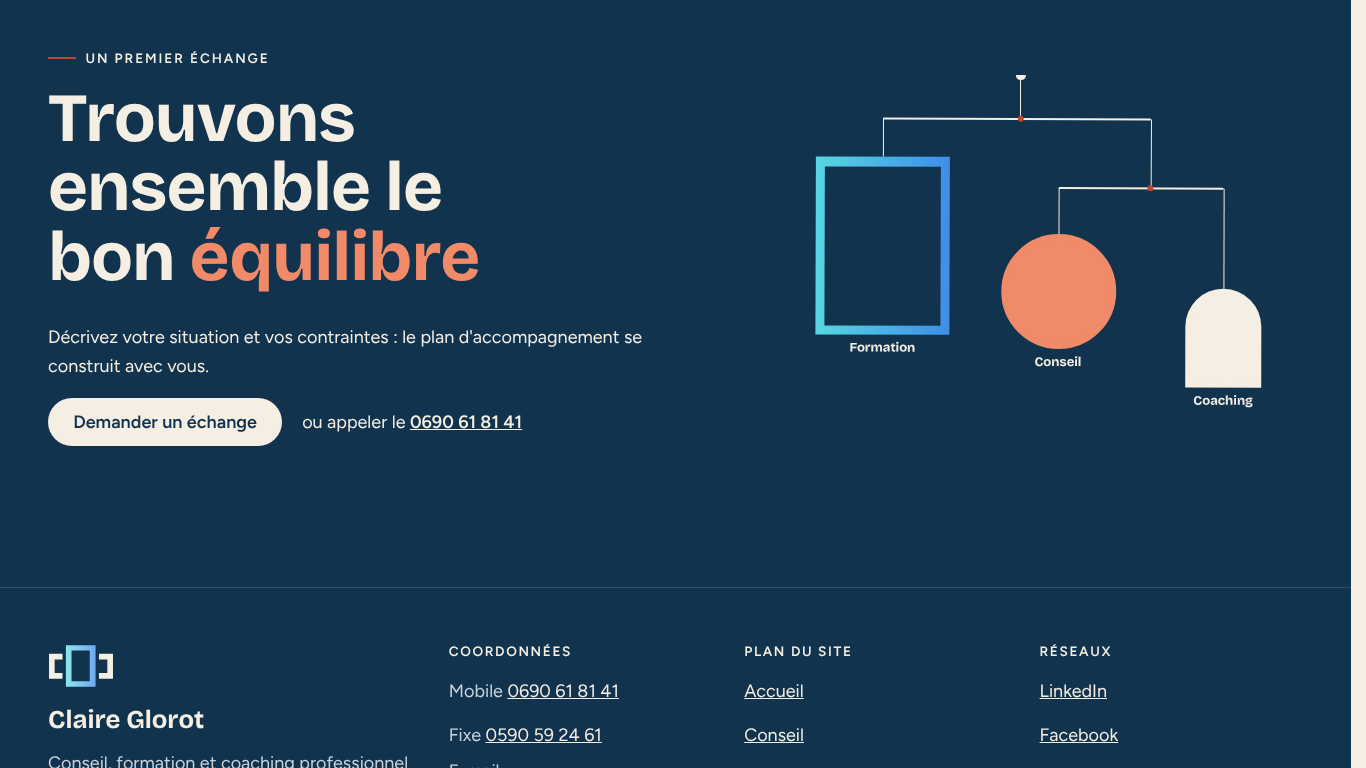 UN PREMIER ÉCHANGE
Trouvons
ensemble le
bon équilibre
Décrivez votre situation et vos contraintes : le plan d'accompagnement se
construit avec vous.
Demander un échange
ou appeler le 0690 61 81 41
Formation
Conseil
Coaching
Claire Glorot
Conseil, formation et coaching professionnel
COORDONNÉES
Mobile 0690 61 81 41
Fixe 0590 59 24 61
PLAN DU SITE
Accueil
Conseil
RÉSEAUX
LinkedIn
Facebook